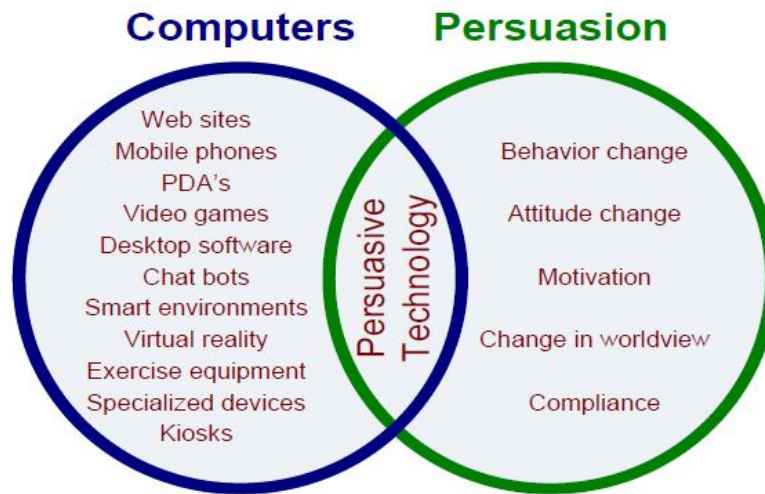 Computers
Persuasion
Web sites
Mobile phones
PDA's
Video games
Desktop software
Chat bots
Smart environments
Virtual reality
Exercise equipment
Specialized devices
Kiosks
Persuasive
Technology
Behavior change
Attitude change
Motivation
Change in worldview
Compliance